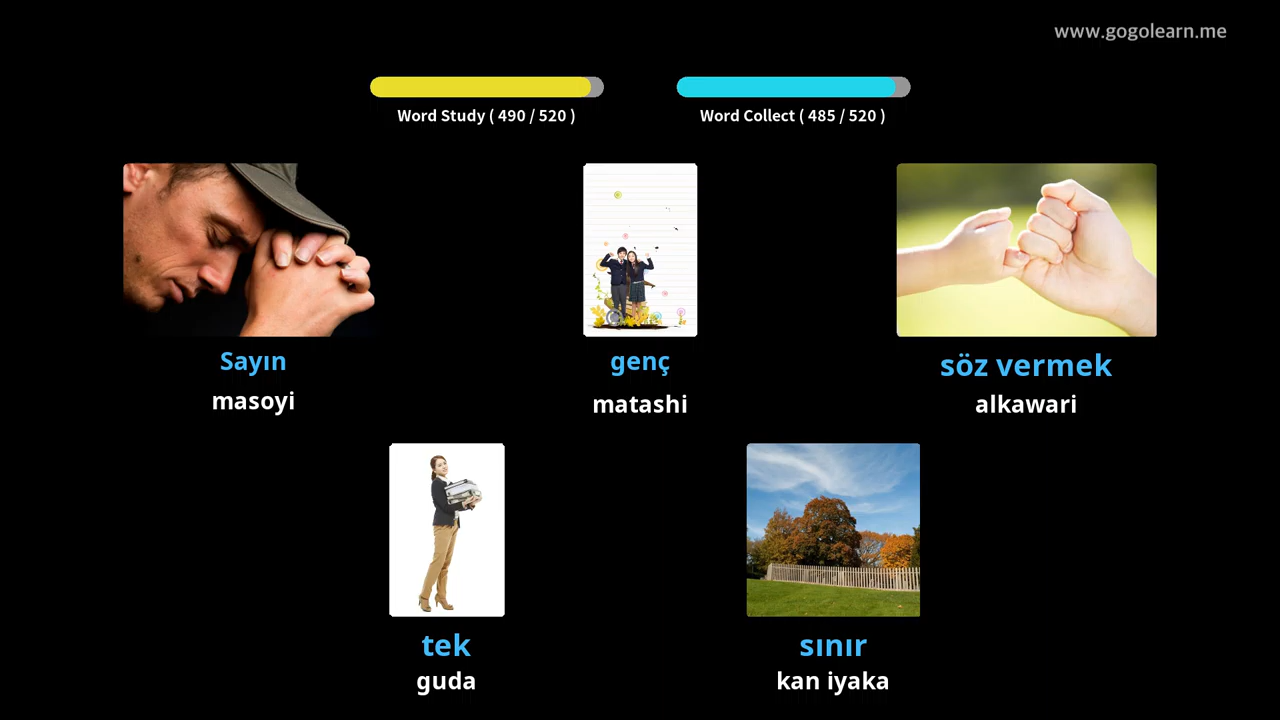 www.gogolearn.me
Word Study ( 490 / 520 )
Word Collect ( 485 / 520 )
Sayın
masoyi
genç
matashi
söz vermek
alkawari
tek
guda
sınır
kan iyaka